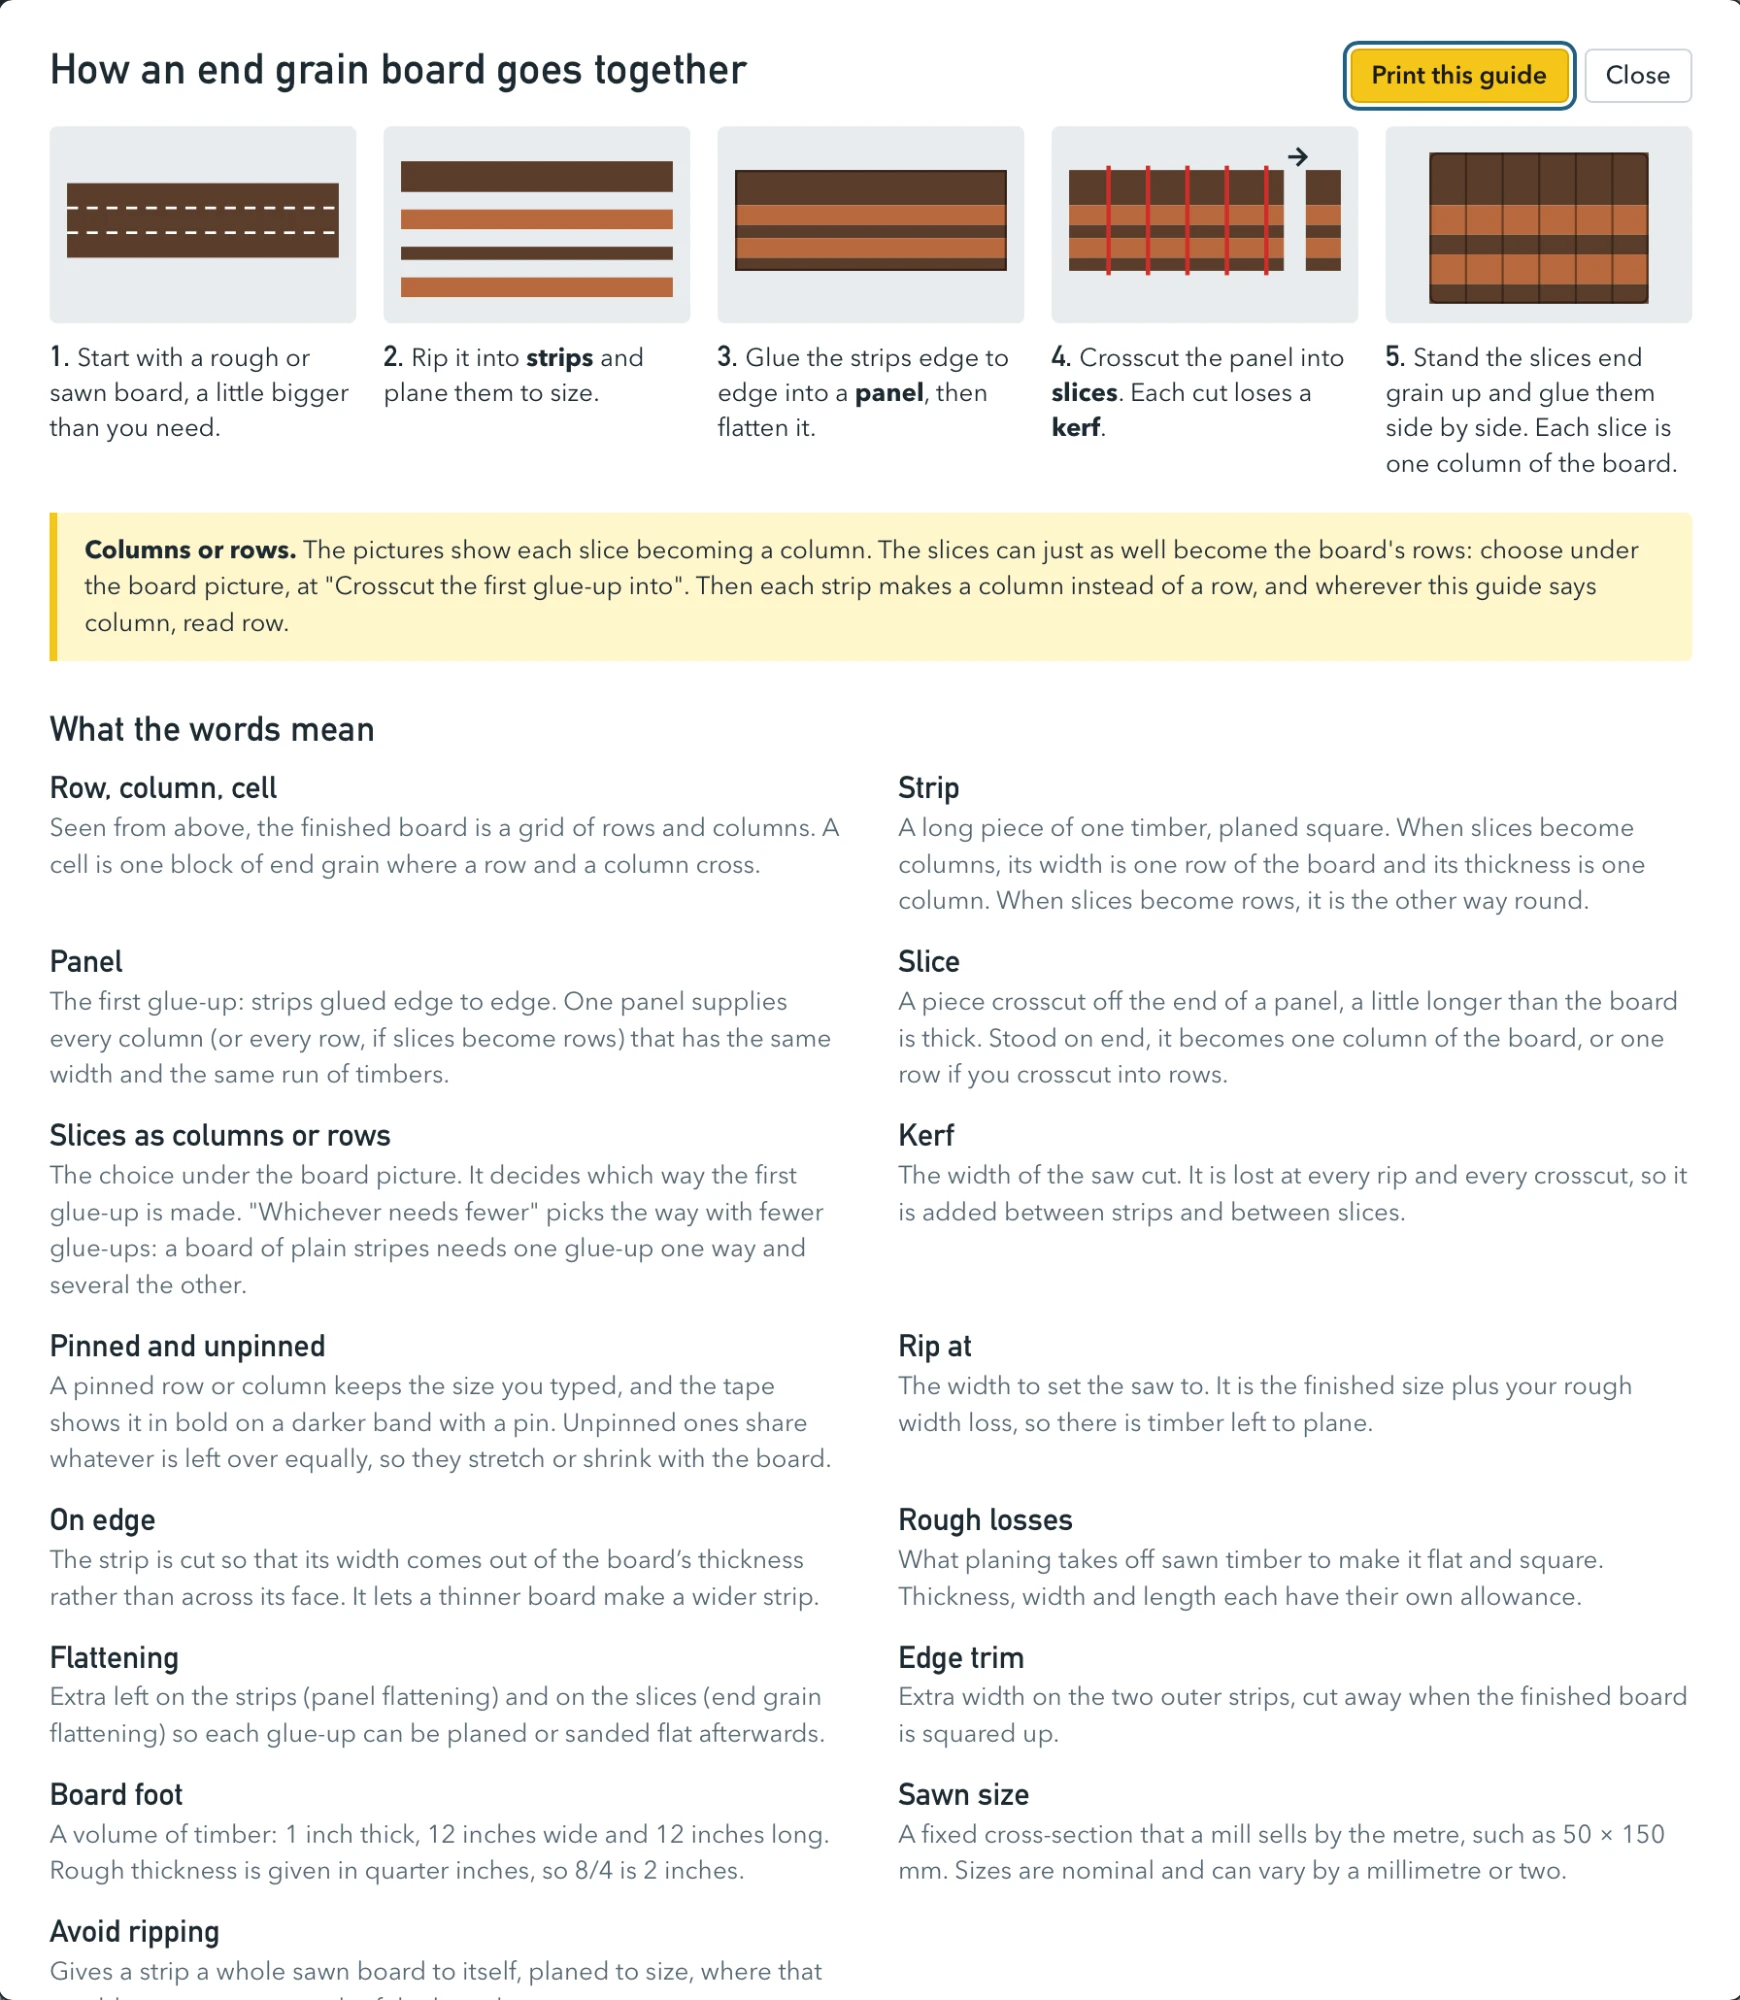 How an end grain board goes together
Print this guide
Close
1. Start with a rough or
sawn board, a little bigger
than you need.
2. Rip it into strips and
plane them to size.
3. Glue the strips edge to
edge into a panel, then
flatten it.
4. Crosscut the panel into
slices. Each cut loses a
kerf.
5. Stand the slices end
grain up and glue them
side by side. Each slice is
one column of the board.
Columns or rows. The pictures show each slice becoming a column. The slices can just as well become the board's rows: choose under
the board picture, at "Crosscut the first glue-up into". Then each strip makes a column instead of a row, and wherever this guide says
column, read row.
What the words mean
Row, column, cell
Seen from above, the finished board is a grid of rows and columns. A
cell is one block of end grain where a row and a column cross.
Strip
A long piece of one timber, planed square. When slices become
columns, its width is one row of the board and its thickness is one
column. When slices become rows, it is the other way round.
Panel
The first glue-up: strips glued edge to edge. One panel supplies
every column (or every row, if slices become rows) that has the same
width and the same run of timbers.
Slice
A piece crosscut off the end of a panel, a little longer than the board
is thick. Stood on end, it becomes one column of the board, or one
row if you crosscut into rows.
Slices as columns or rows
The choice under the board picture. It decides which way the first
glue-up is made. "Whichever needs fewer" picks the way with fewer
glue-ups: a board of plain stripes needs one glue-up one way and
several the other.
Kerf
The width of the saw cut. It is lost at every rip and every crosscut, so it
is added between strips and between slices.
Pinned and unpinned
A pinned row or column keeps the size you typed, and the tape
shows it in bold on a darker band with a pin. Unpinned ones share
whatever is left over equally, so they stretch or shrink with the board.
Rip at
The width to set the saw to. It is the finished size plus your rough
width loss, so there is timber left to plane.
On edge
The strip is cut so that its width comes out of the board’s thickness
rather than across its face. It lets a thinner board make a wider strip.
Rough losses
What planing takes off sawn timber to make it flat and square.
Thickness, width and length each have their own allowance.
Flattening
Extra left on the strips (panel flattening) and on the slices (end grain
flattening) so each glue-up can be planed or sanded flat afterwards.
Edge trim
Extra width on the two outer strips, cut away when the finished board
is squared up.
Board foot
A volume of timber: 1 inch thick, 12 inches wide and 12 inches long.
Rough thickness is given in quarter inches, so 8/4 is 2 inches.
Sawn size
A fixed cross-section that a mill sells by the metre, such as 50 × 150
mm. Sizes are nominal and can vary by a millimetre or two.
Avoid ripping
Gives a strip a whole sawn board to itself, planed to size, where that